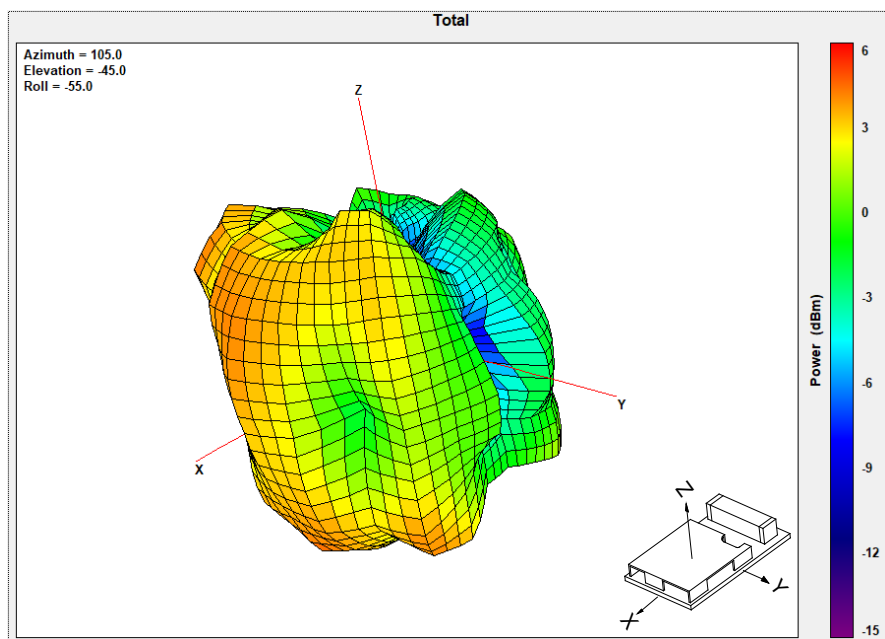 Total
Azimuth = 105.0
Elevation = -45.0
Roll = -55.0
Z
Y
X
6
3
0
-3
-6
-9
-12
-15
Power (dBm)
Z
Y
X